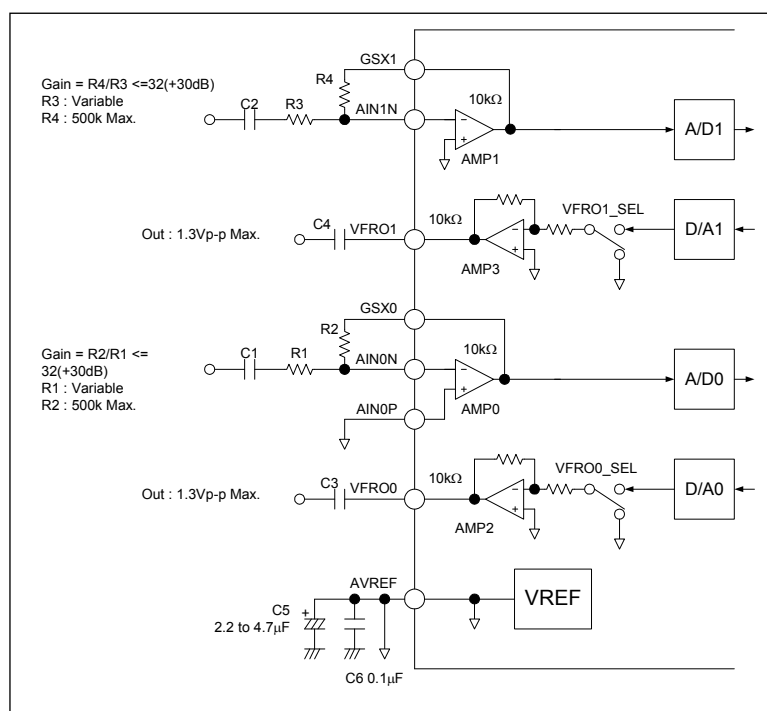 GSX1
Gain = R4/R3 <=32(+30dB)
R3 : Variable
R4 : 500k Max.
R4
C2
R3
AIN1N
10kΩ
−
+
AMP1
A/D1
Out : 1.3Vp-p Max.
C4
VFRO1
10kΩ
−
+
AMP3
VFRO1_SEL
D/A1
GSX0
Gain = R2/R1 <=
32(+30dB)
R1 : Variable
R2 : 500k Max.
R2
C1
R1
AIN0N
10kΩ
−
+
AMP0
A/D0
AIN0P
Out : 1.3Vp-p Max.
C3
VFRO0
10kΩ
−
+
AMP2
VFRO0_SEL
D/A0
AVREF
C5
+
2.2 to 4.7μF
C6 0.1μF
VREF